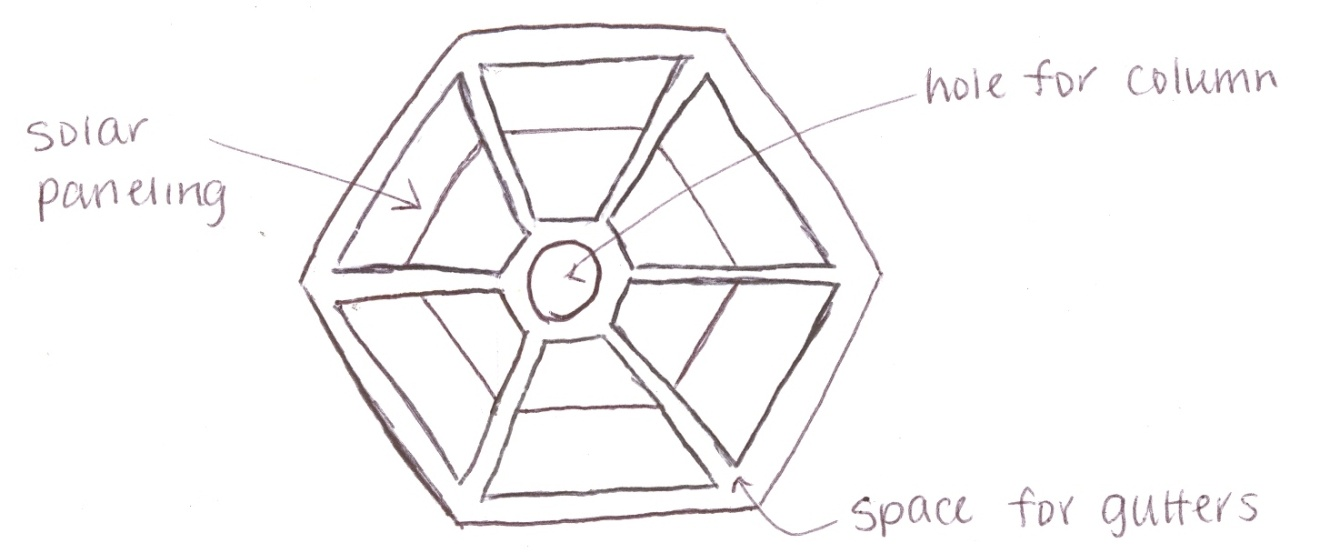 solar
paneling
hole for column
space for gutters